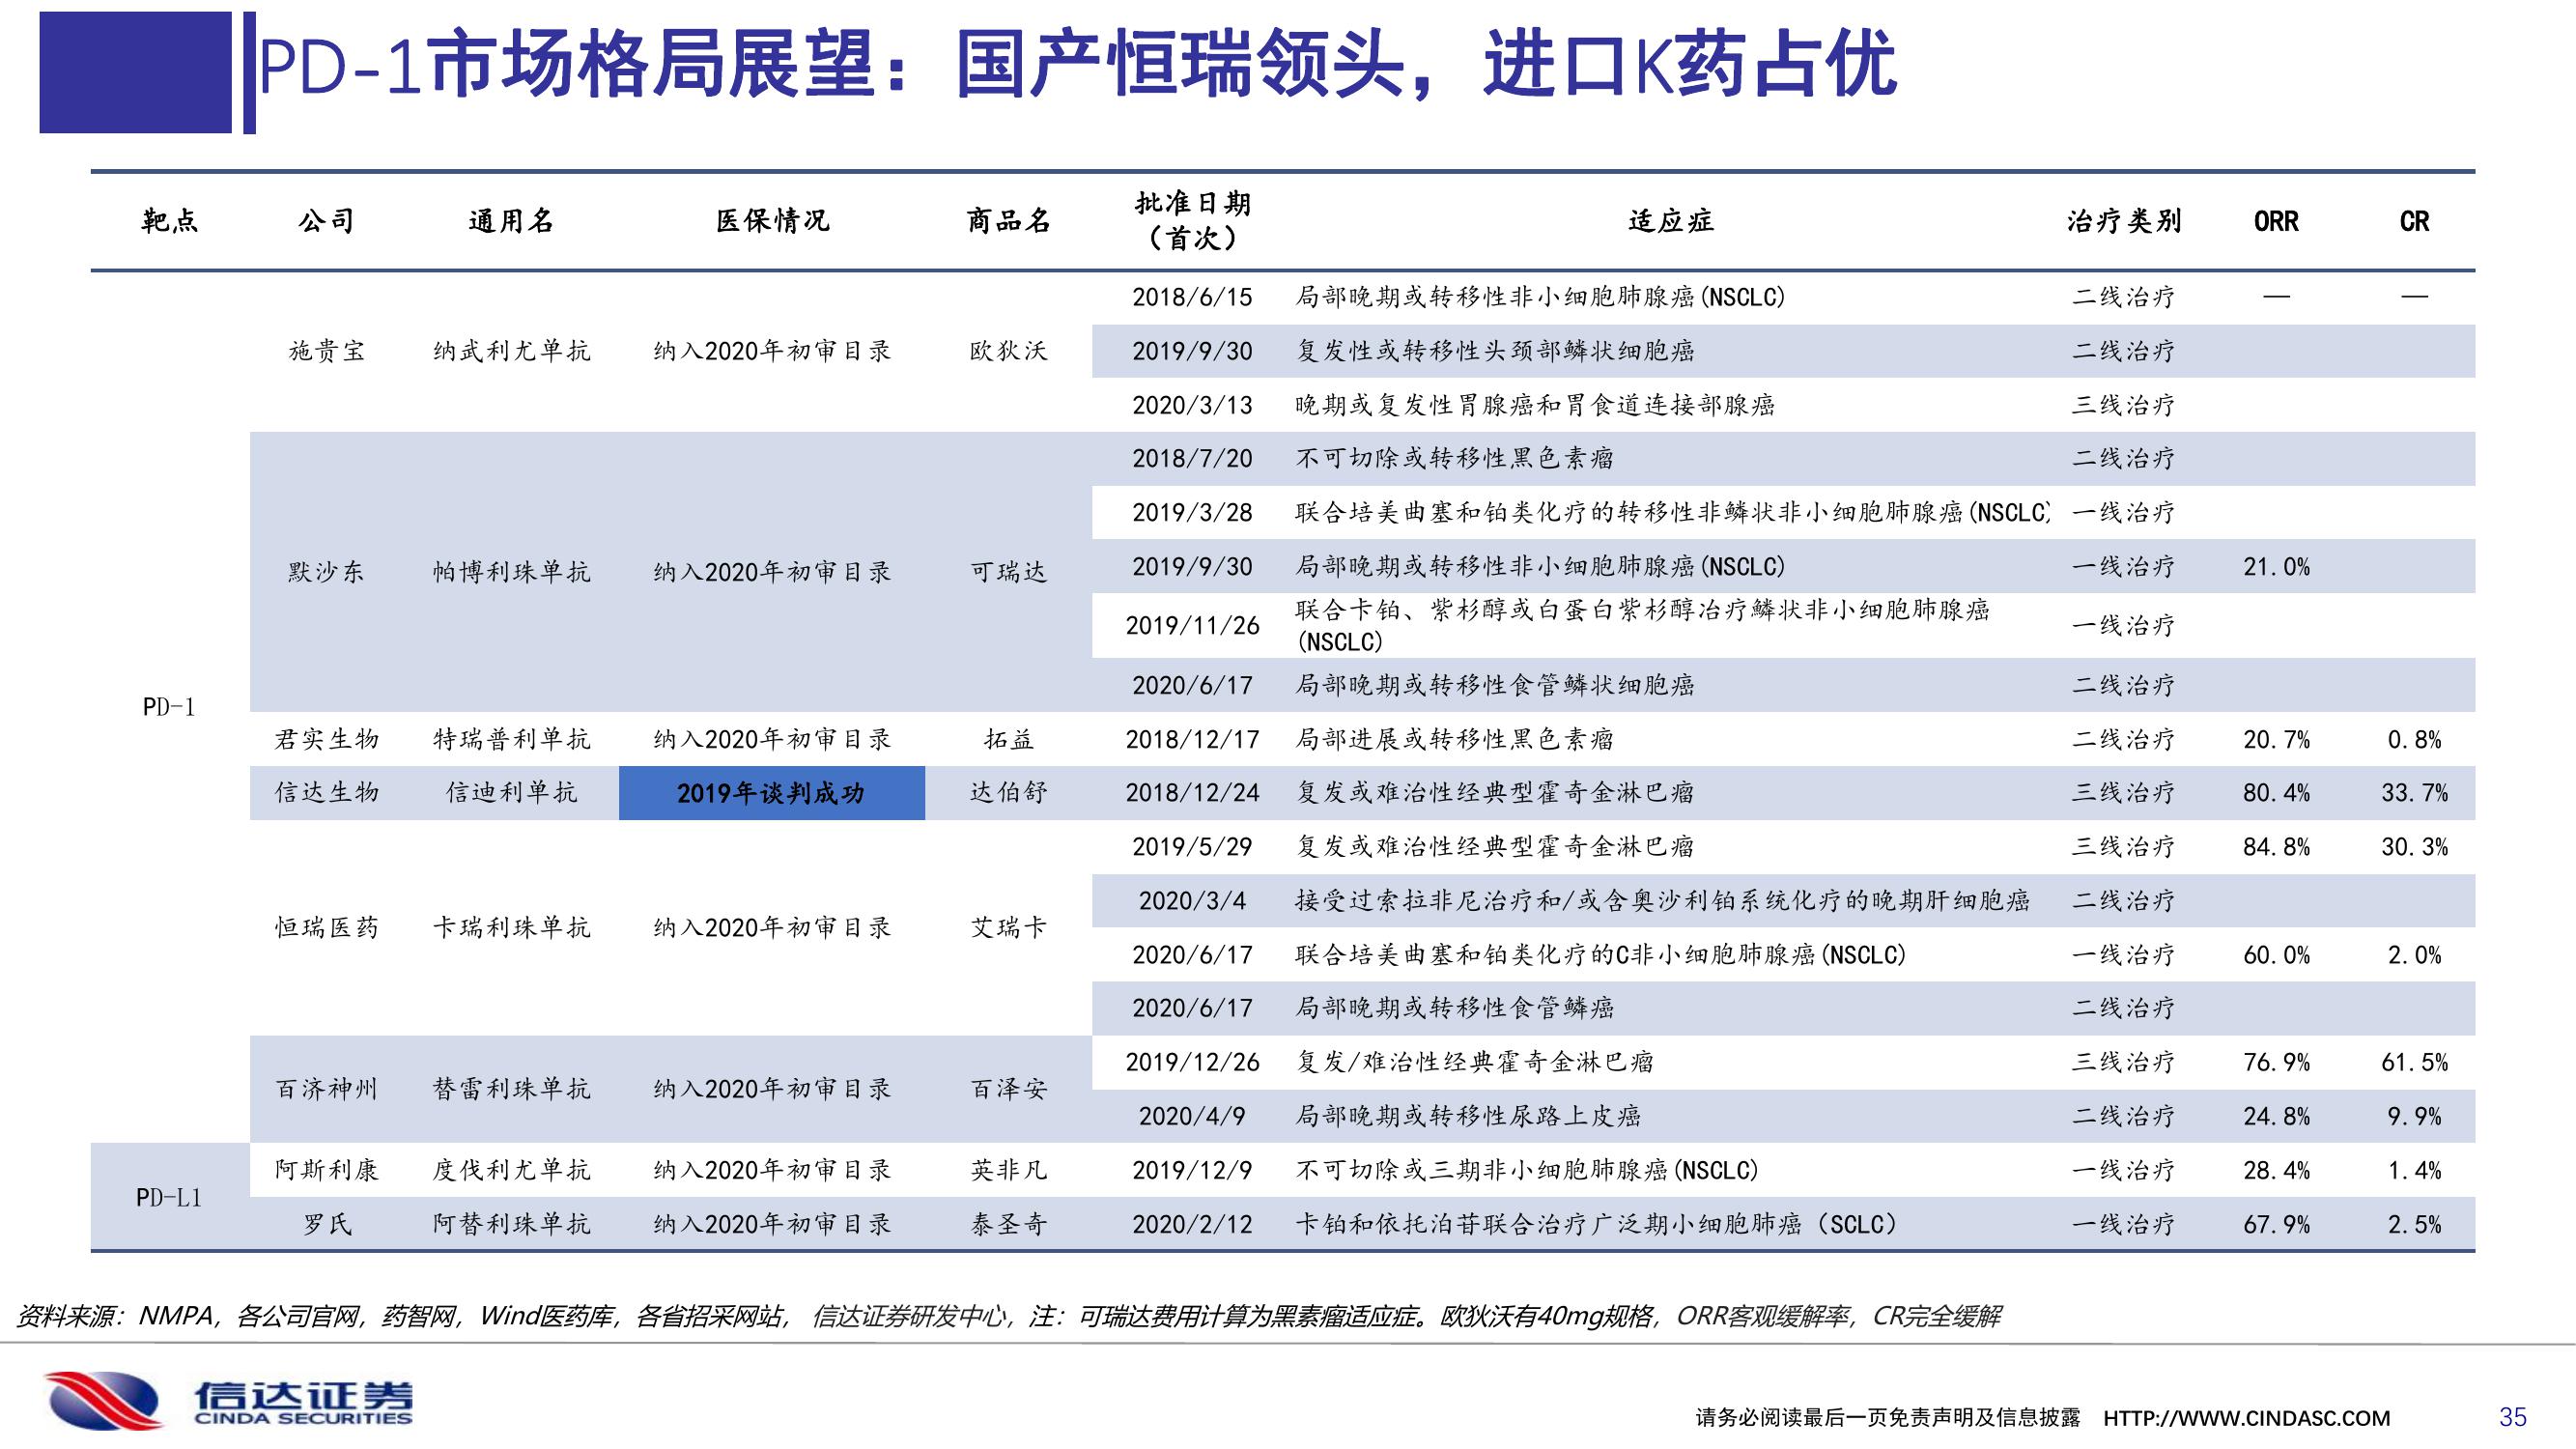 PD-1市场格局展望：国产恒瑞领头，进口K药占优
靶点 公司 通用名 医保情况 商品名 批准日期（首次） 适应症 治疗类别 ORR CR
PD-1
施贵宝 纳武利尤单抗 纳入2020年初审目录 欧狄沃
2018/6/15 局部晚期或转移性非小细胞肺腺癌(NSCLC) 二线治疗 — —
2019/9/30 复发性或转移性头颈部鳞状细胞癌 二线治疗
2020/3/13 晚期或复发性胃腺癌和胃食道连接部腺癌 三线治疗
默沙东 帕博利珠单抗 纳入2020年初审目录 可瑞达
2018/7/20 不可切除或转移性黑色素瘤 二线治疗
2019/3/28 联合培美曲塞和铂类化疗的转移性非鳞状非小细胞肺腺癌(NSCLC) 一线治疗
2019/9/30 局部晚期或转移性非小细胞肺腺癌(NSCLC) 一线治疗 21.0%
2019/11/26 联合卡铂、紫杉醇或白蛋白紫杉醇冶疗鳞状非小细胞肺腺癌
(NSCLC) 一线治疗
2020/6/17 局部晚期或转移性食管鳞状细胞癌 二线治疗
君实生物 特瑞普利单抗 纳入2020年初审目录 拓益 2018/12/17 局部进展或转移性黑色素瘤 二线治疗 20.7% 0.8%
信达生物 信迪利单抗 2019年谈判成功 达伯舒 2018/12/24 复发或难治性经典型霍奇金淋巴瘤 三线治疗 80.4% 33.7%
恒瑞医药 卡瑞利珠单抗 纳入2020年初审目录 艾瑞卡
2019/5/29 复发或难治性经典型霍奇金淋巴瘤 三线治疗 84.8% 30.3%
2020/3/4 接受过索拉非尼治疗和/或含奥沙利铂系统化疗的晚期肝细胞癌 二线治疗
2020/6/17 联合培美曲塞和铂类化疗的C非小细胞肺腺癌(NSCLC) 一线治疗 60.0% 2.0%
2020/6/17 局部晚期或转移性食管鳞癌 二线治疗
百济神州 替雷利珠单抗 纳入2020年初审目录 百泽安
2019/12/26 复发/难治性经典霍奇金淋巴瘤 三线治疗 76.9% 61.5%
2020/4/9 局部晚期或转移性尿路上皮癌 二线治疗 24.8% 9.9%
PD-L1
阿斯利康 度伐利尤单抗 纳入2020年初审目录 英非凡 2019/12/9 不可切除或三期非小细胞肺腺癌(NSCLC) 一线治疗 28.4% 1.4%
罗氏 阿替利珠单抗 纳入2020年初审目录 泰圣奇 2020/2/12 卡铂和依托泊苷联合治疗广泛期小细胞肺癌（SCLC） 一线治疗 67.9% 2.5%
资料来源：NMPA，各公司官网，药智网，Wind医药库，各省招采网站， 信达证券研发中心，注：可瑞达费用计算为黑素瘤适应症。欧狄沃有40mg规格，ORR客观缓解率，CR完全缓解
信达证券
CINDA SECURITIES
请务必阅读最后一页免责声明及信息披露 HTTP://WWW.CINDASC.COM 35